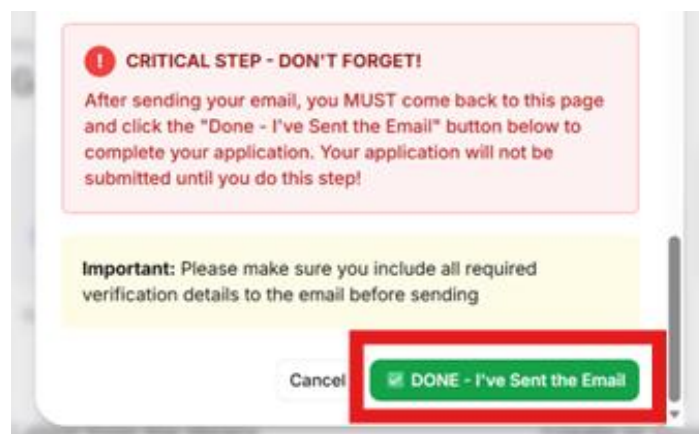 CRITICAL STEP - DON'T FORGET!
After sending your email, you MUST come back to this page
and click the "Done - I've Sent the Email" button below to
complete your application. Your application will not be
submitted until you do this step!
Important: Please make sure you include all required
verification details to the email before sending
Cancel
DONE - I've Sent the Email